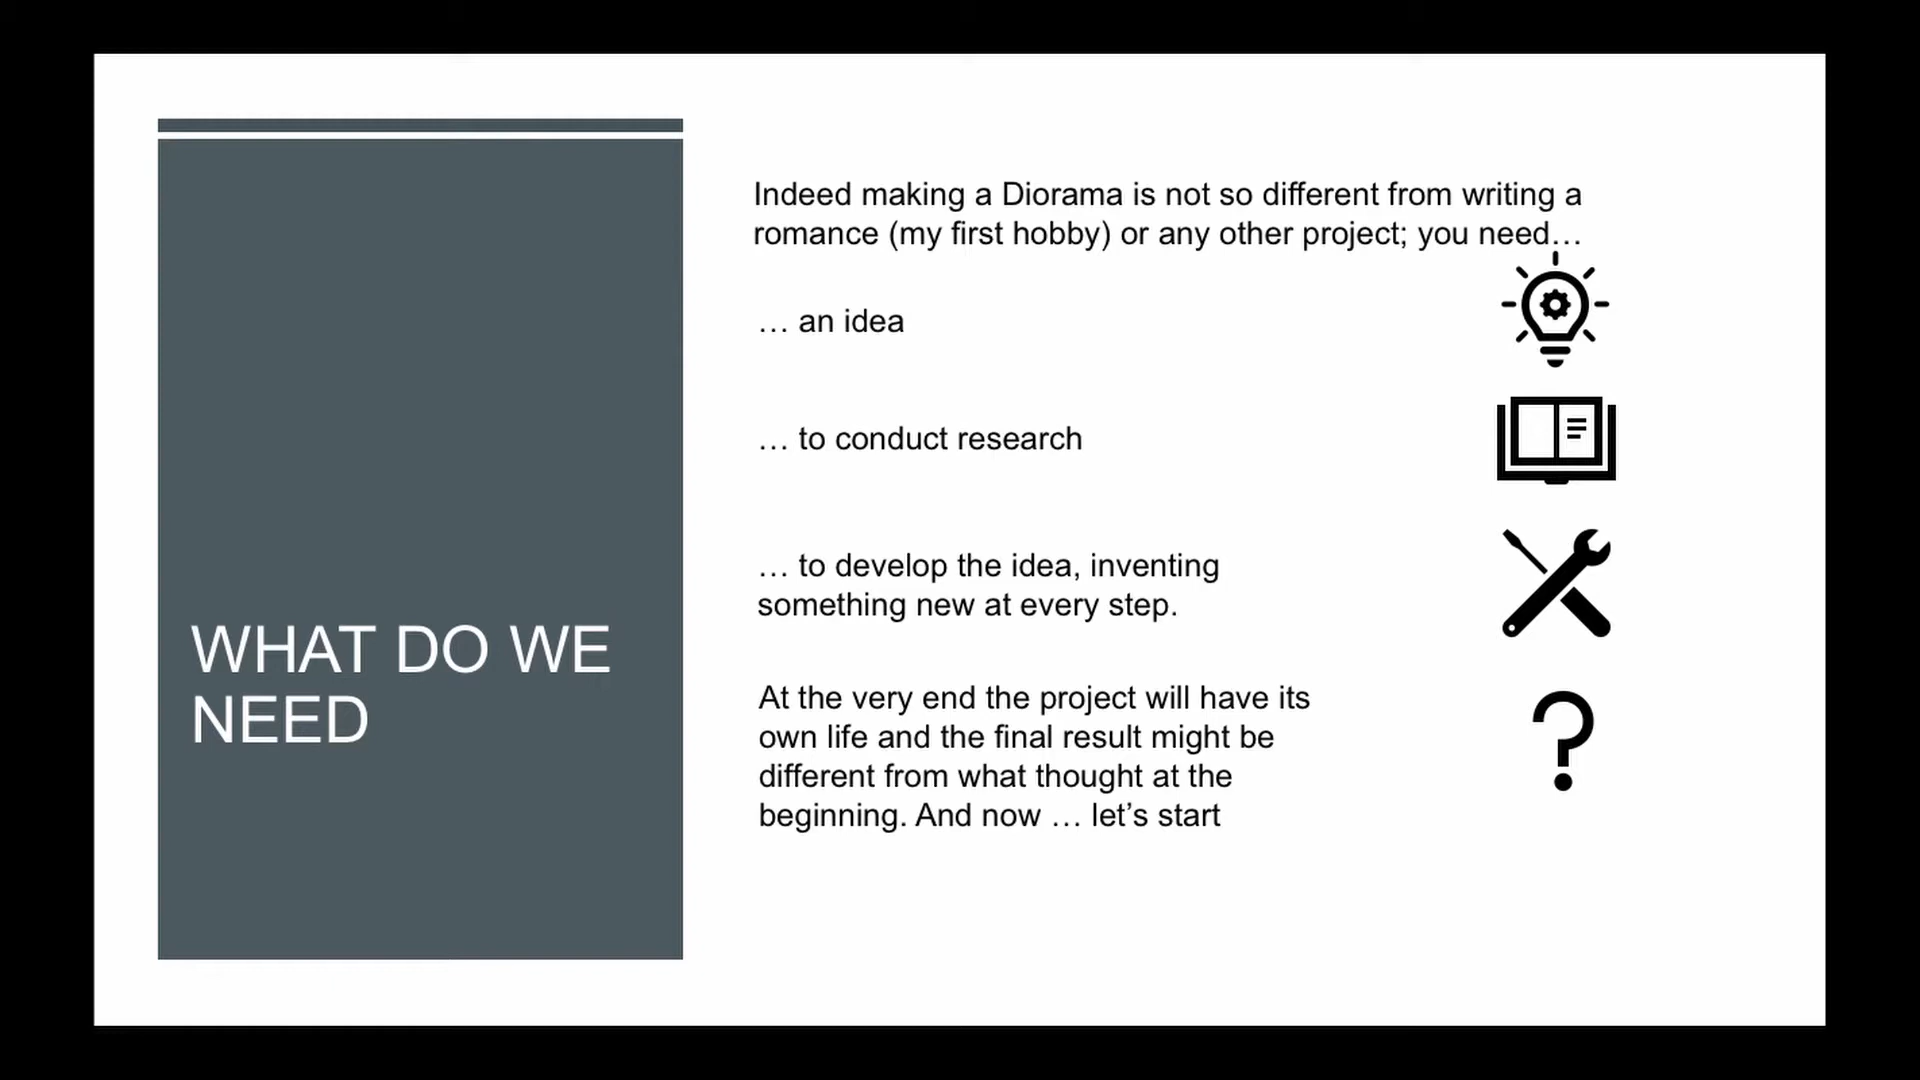 WHAT DO WE
NEED
Indeed making a Diorama is not so different from writing a
romance (my first hobby) or any other project; you need…
… an idea
… to conduct research
… to develop the idea, inventing
something new at every step.
At the very end the project will have its
own life and the final result might be
different from what thought at the
beginning. And now … let’s start